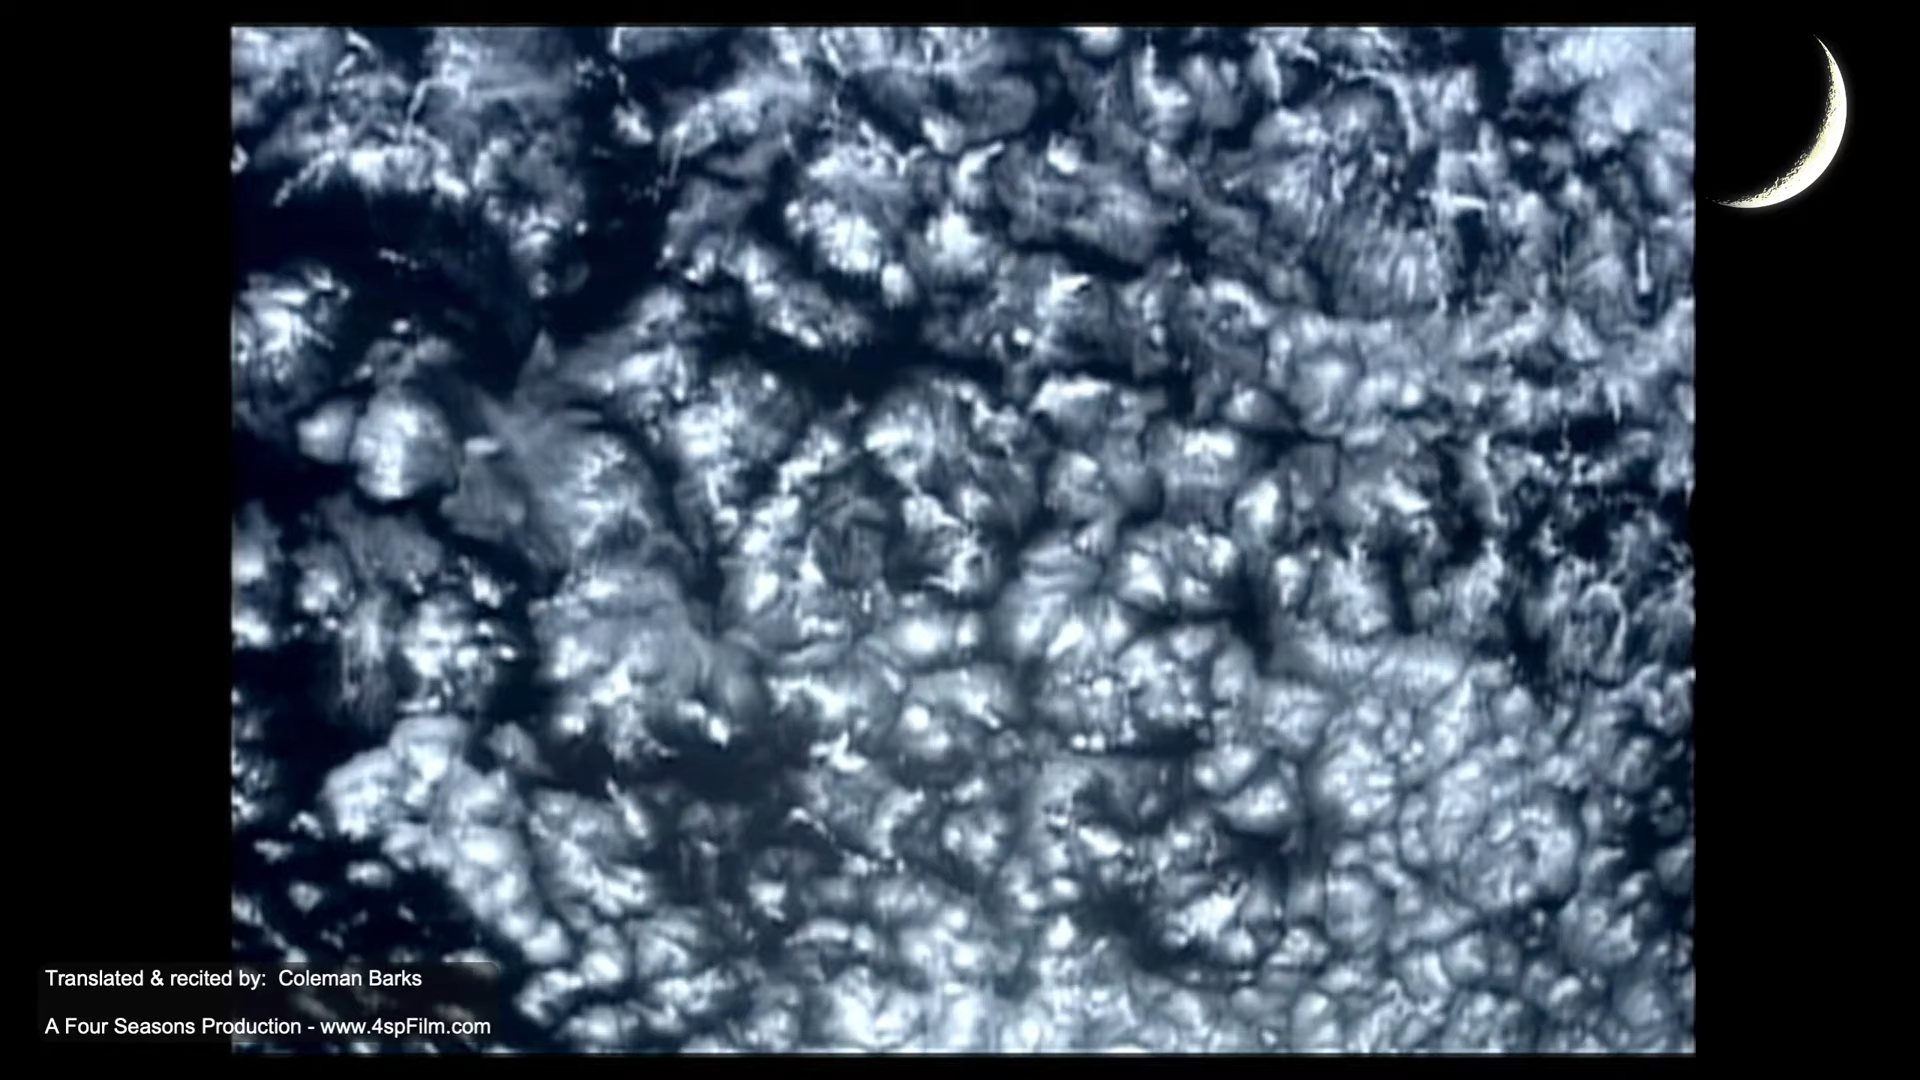 Translated & recited by:  Coleman Barks
A Four Seasons Production - www.4spFilm.com